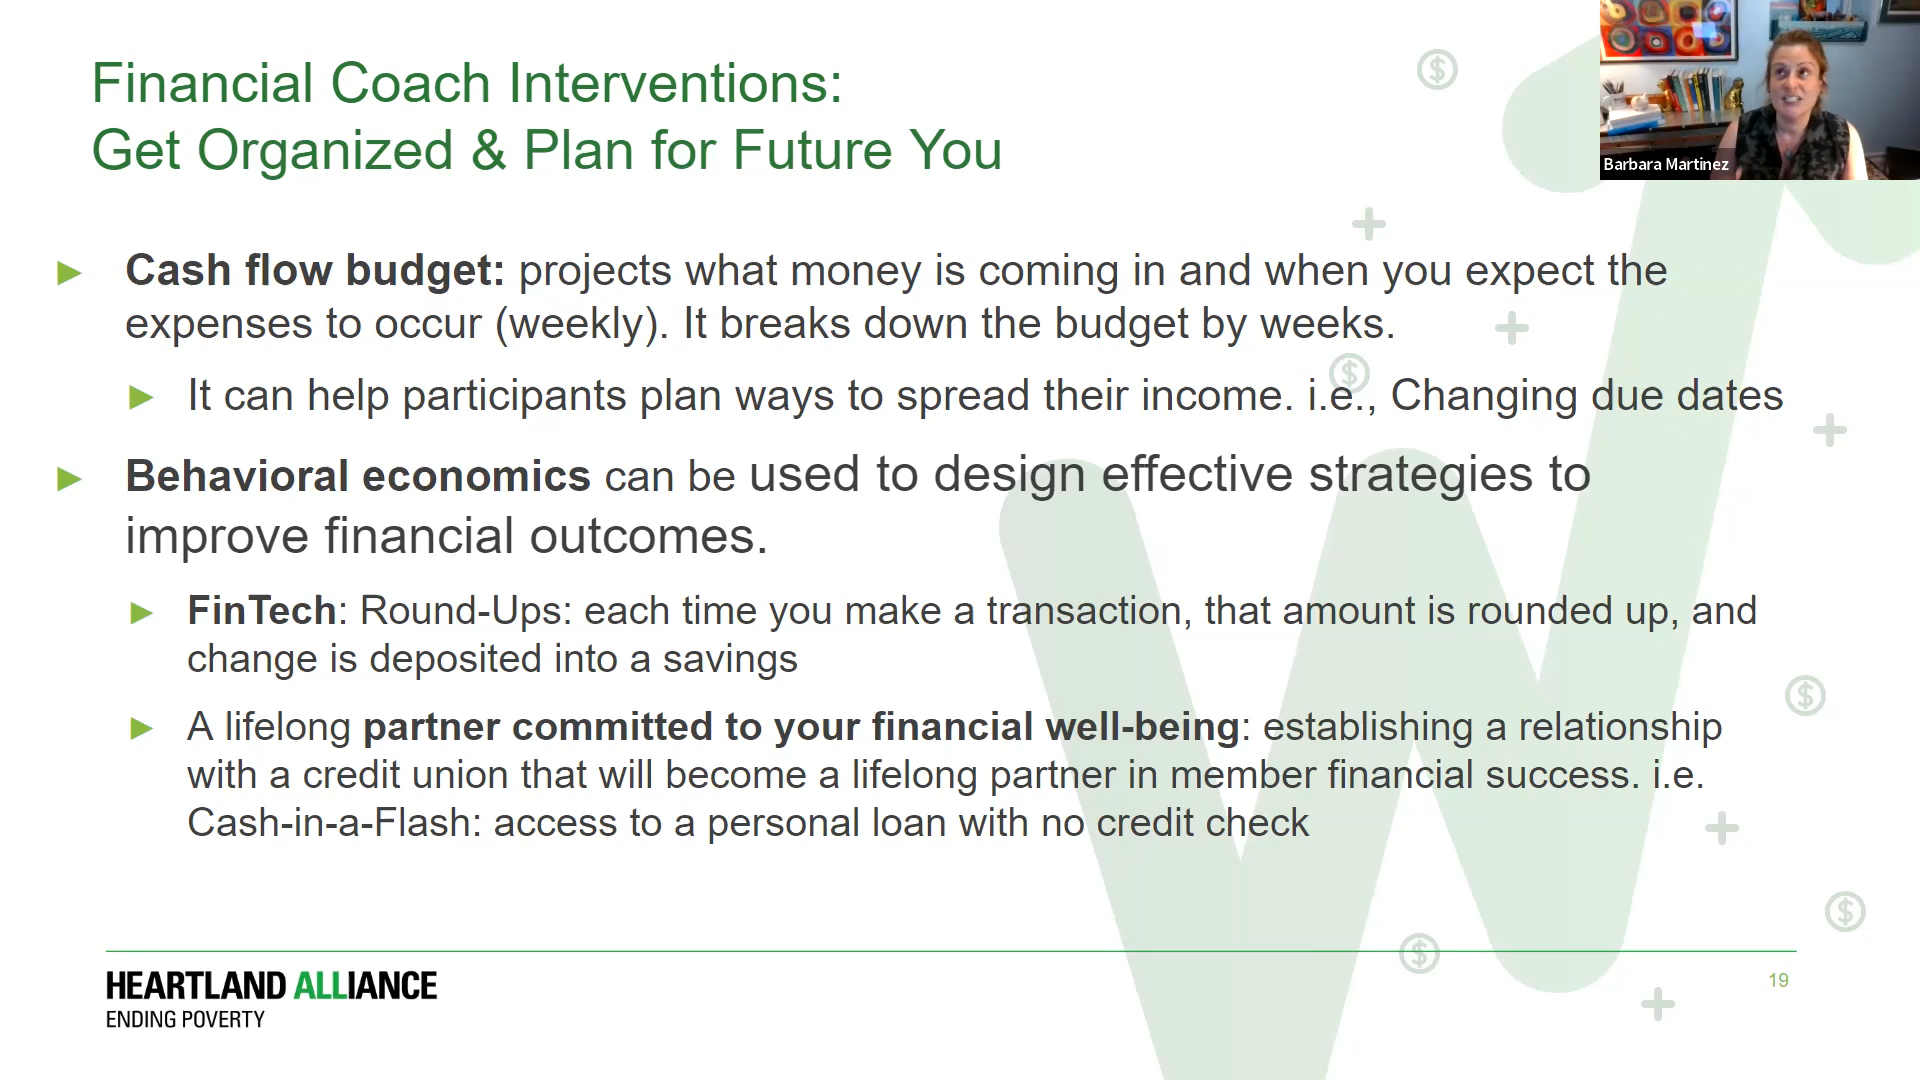 Financial Coach Interventions:
Get Organized & Plan for Future You
Barbara Martinez
Cash flow budget: projects what money is coming in and when you expect the
expenses to occur (weekly). It breaks down the budget by weeks.
It can help participants plan ways to spread their income. i.e., Changing due dates
Behavioral economics can be used to design effective strategies to
improve financial outcomes.
FinTech: Round-Ups: each time you make a transaction, that amount is rounded up, and
change is deposited into a savings
A lifelong partner committed to your financial well-being: establishing a relationship
with a credit union that will become a lifelong partner in member financial success. i.e.
Cash-in-a-Flash: access to a personal loan with no credit check
HEARTLAND ALLIANCE
ENDING POVERTY
19